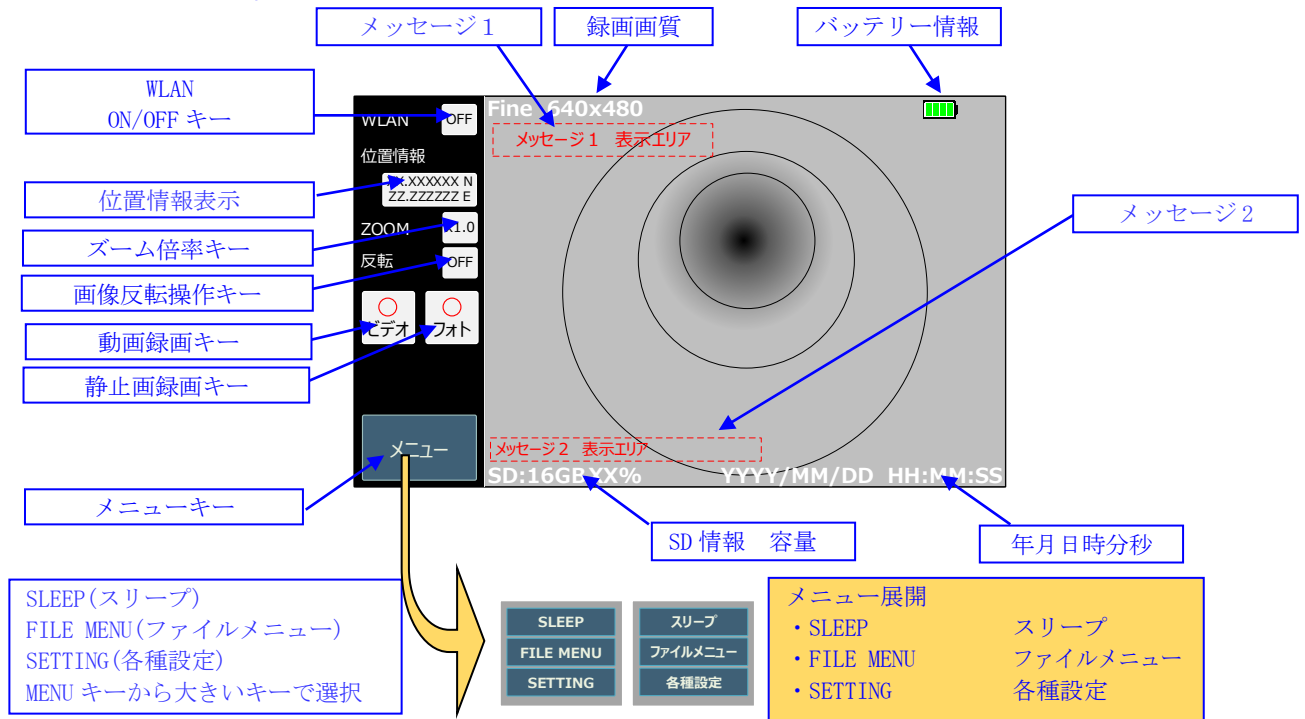 メッセージ1
録画画質
バッテリー情報
WLAN
ON/OFF キー
位置情報表示
ズーム倍率キー
画像反転操作キー
動画録画キー
静止画録画キー
メニューキー
WLAN OFF
位置情報
XX.XXXXXX N
ZZ.ZZZZZZ E
ZOOM x1.0
反転 OFF
ビデオ フォト
メニュー
Fine 640x480
メッセージ1 表示エリア
メッセージ2 表示エリア
SD:16GB XX% YYYY/MM/DD HH:MM:SS
メッセージ2
SD 情報 容量
年月日時分秒
SLEEP(スリープ)
FILE MENU(ファイルメニュー)
SETTING(各種設定)
MENU キーから大きいキーで選択
SLEEP
FILE MENU
SETTING
スリープ
ファイルメニュー
各種設定
メニュー展開
・SLEEP スリープ
・FILE MENU ファイルメニュー
・SETTING 各種設定